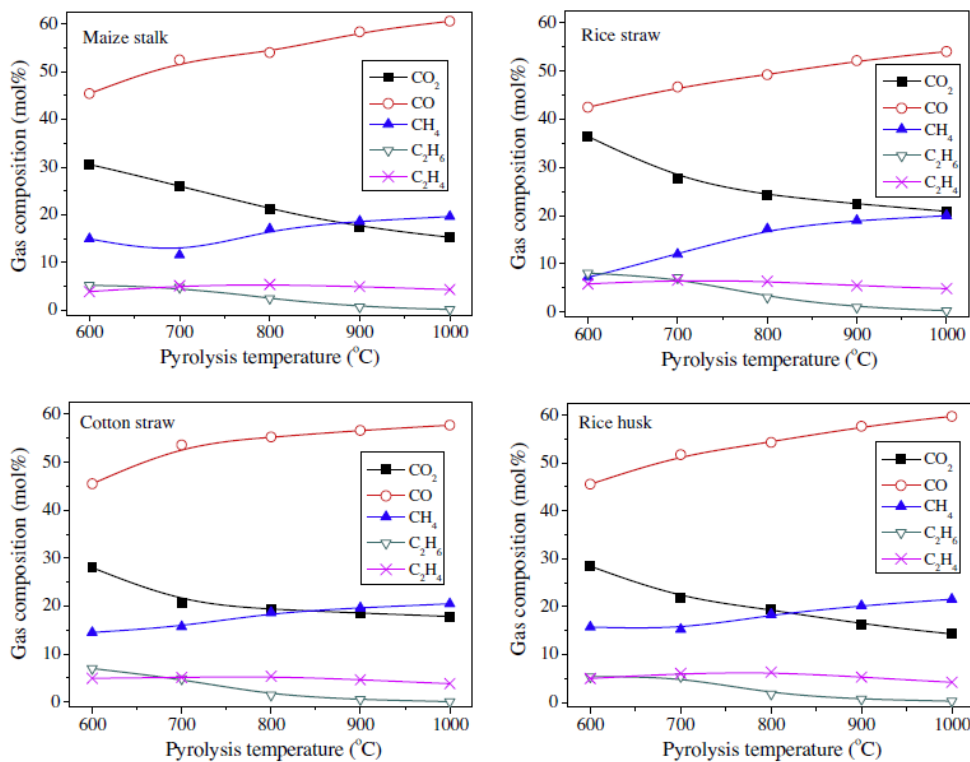 Maize stalk
Gas composition (mol%)
60
50
40
30
20
10
0
CO₂
CO
CH₄
C₂H₆
C₂H₄
600 700 800 900 1000
Pyrolysis temperature (°C)
Rice straw
Gas composition (mol%)
60
50
40
30
20
10
0
CO₂
CO
CH₄
C₂H₆
C₂H₄
600 700 800 900 1000
Pyrolysis temperature (°C)
Cotton straw
Gas composition (mol%)
60
50
40
30
20
10
0
CO₂
CO
CH₄
C₂H₆
C₂H₄
600 700 800 900 1000
Pyrolysis temperature (°C)
Rice husk
Gas composition (mol%)
60
50
40
30
20
10
0
CO₂
CO
CH₄
C₂H₆
C₂H₄
600 700 800 900 1000
Pyrolysis temperature (°C)